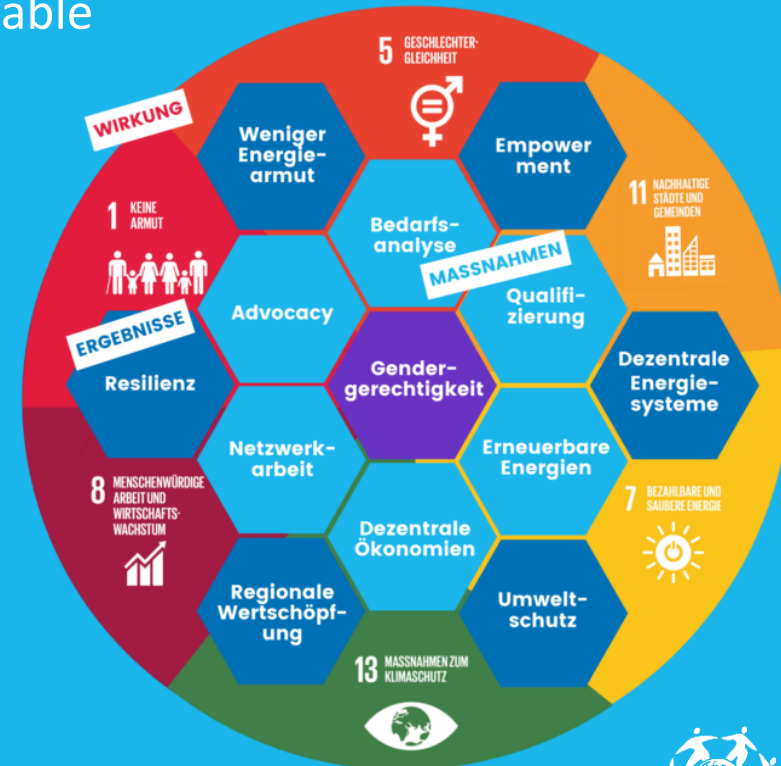 able
5 GESCHLECHTER-
GLEICHHEIT
WIRKUNG
Weniger
Energie-
armut
Empower
ment
11 NACHHALTIGE
STÄDTE UND
GEMEINDEN
1 KEINE
ARMUT
Bedarfs-
analyse
MASSNAHMEN
Advocacy
Qualifi-
zierung
ERGEBNISSE
Resilienz
Gender-
gerechtigkeit
Dezentrale
Energie-
systeme
Netzwerk-
arbeit
Erneuerbare
Energien
8 MENSCHENWÜRDIGE
ARBEIT UND
WIRTSCHAFTS-
WACHSTUM
7 BEZAHLBARE UND
SAUBERE ENERGIE
Dezentrale
Ökonomien
Regionale
Wertschöpf-
ung
Umwelt-
schutz
13 MASSNAHMEN ZUM
KLIMASCHUTZ